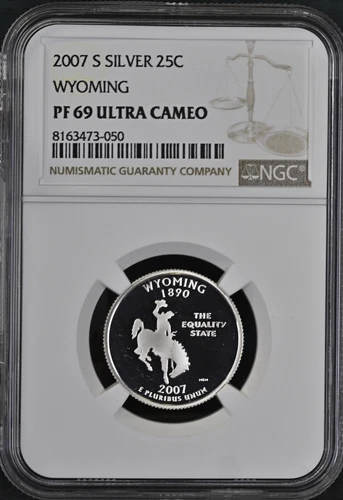 2007 S SILVER 25C
WYOMING
PF 69 ULTRA CAMEO
8163473-050
NUMISMATIC GUARANTY COMPANY
NGC®
WYOMING
1890
THE
EQUALITY
STATE
2007
E PLURIBUS UNUM